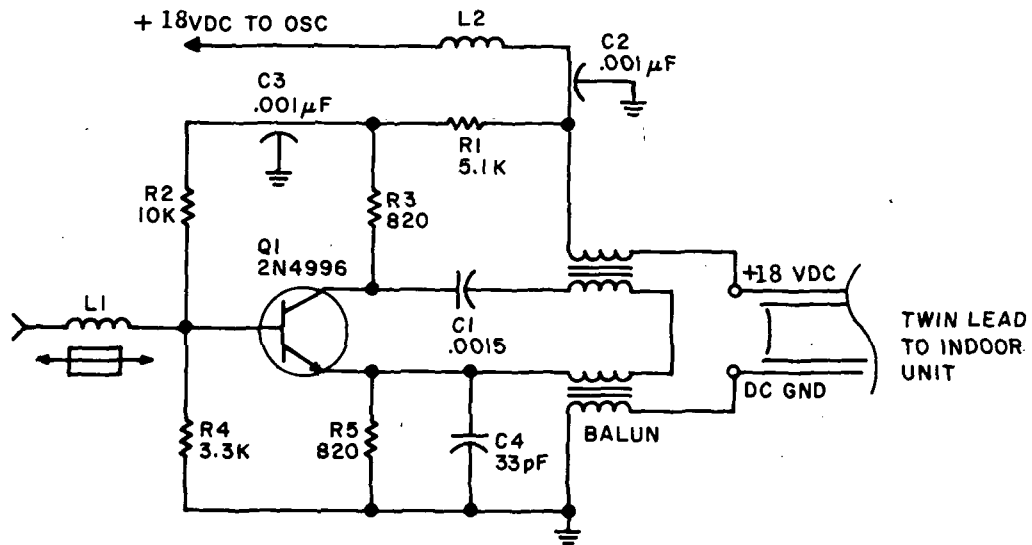 + 18VDC TO OSC
L2
C2
.001µF
C3
.001µF
R1
5.1K
R2
10K
R3
820
Q1
2N4996
L1
C1
.0015
+18 VDC
TWIN LEAD
TO INDOOR
UNIT
DC GND
R4
3.3K
R5
820
C4
33pF
BALUN